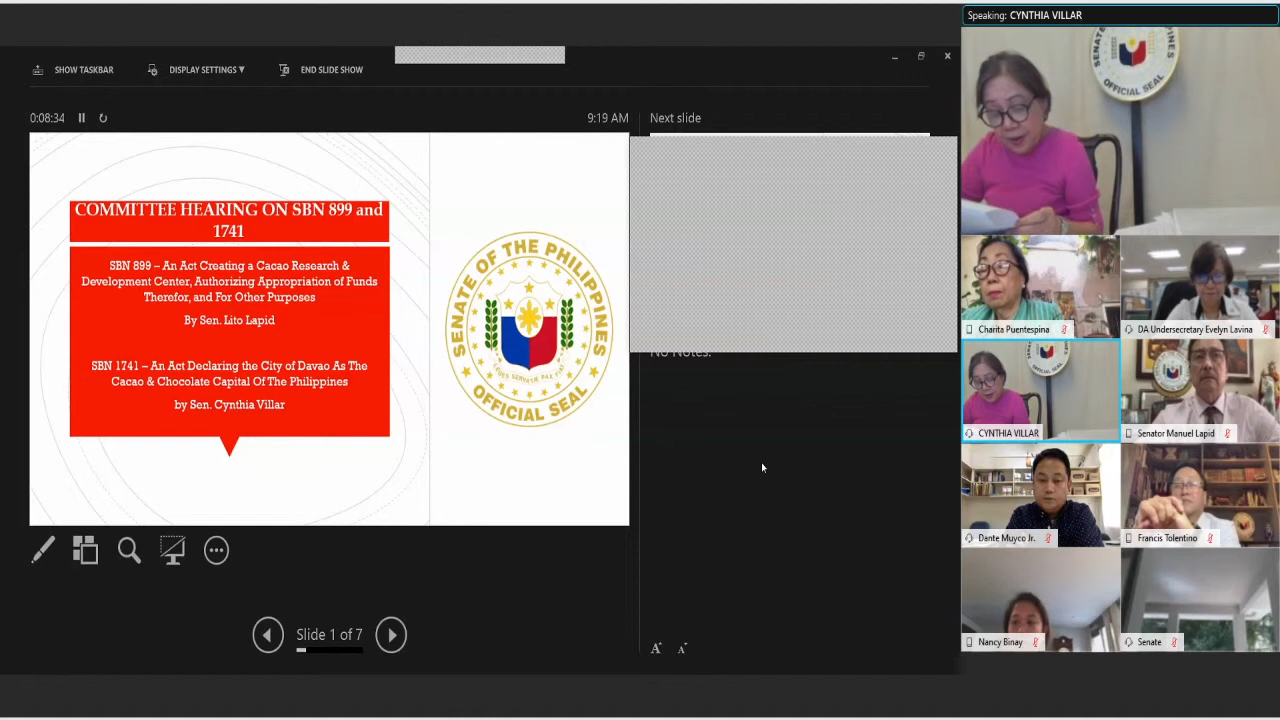 Speaking: CYNTHIA VILLAR
SHOW TASKBAR
DISPLAY SETTINGS ▼
END SLIDE SHOW
0:08:34
9:19 AM
Next slide
COMMITTEE HEARING ON SBN 899 and
1741
SBN 899 – An Act Creating a Cacao Research &
Development Center, Authorizing Appropriation of Funds
Therefor, and For Other Purposes
By Sen. Lito Lapid
SBN 1741 – An Act Declaring the City of Davao As The
Cacao & Chocolate Capital Of The Philippines
by Sen. Cynthia Villar
SENATE OF THE PHILIPPINES
OFFICIAL SEAL
No Notes.
Slide 1 of 7
A
A
OFFICIAL SEAL
Charita Puentespina
DA Undersecretary Evelyn Lavina
CYNTHIA VILLAR
Senator Manuel Lapid
Dante Muyco Jr.
Francis Tolentino
Nancy Binay
Senate